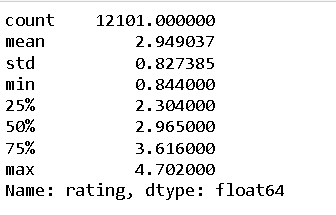 count 12101.000000
mean 2.949037
std 0.827385
min 0.844000
25% 2.304000
50% 2.965000
75% 3.616000
max 4.702000
Name: rating, dtype: float64